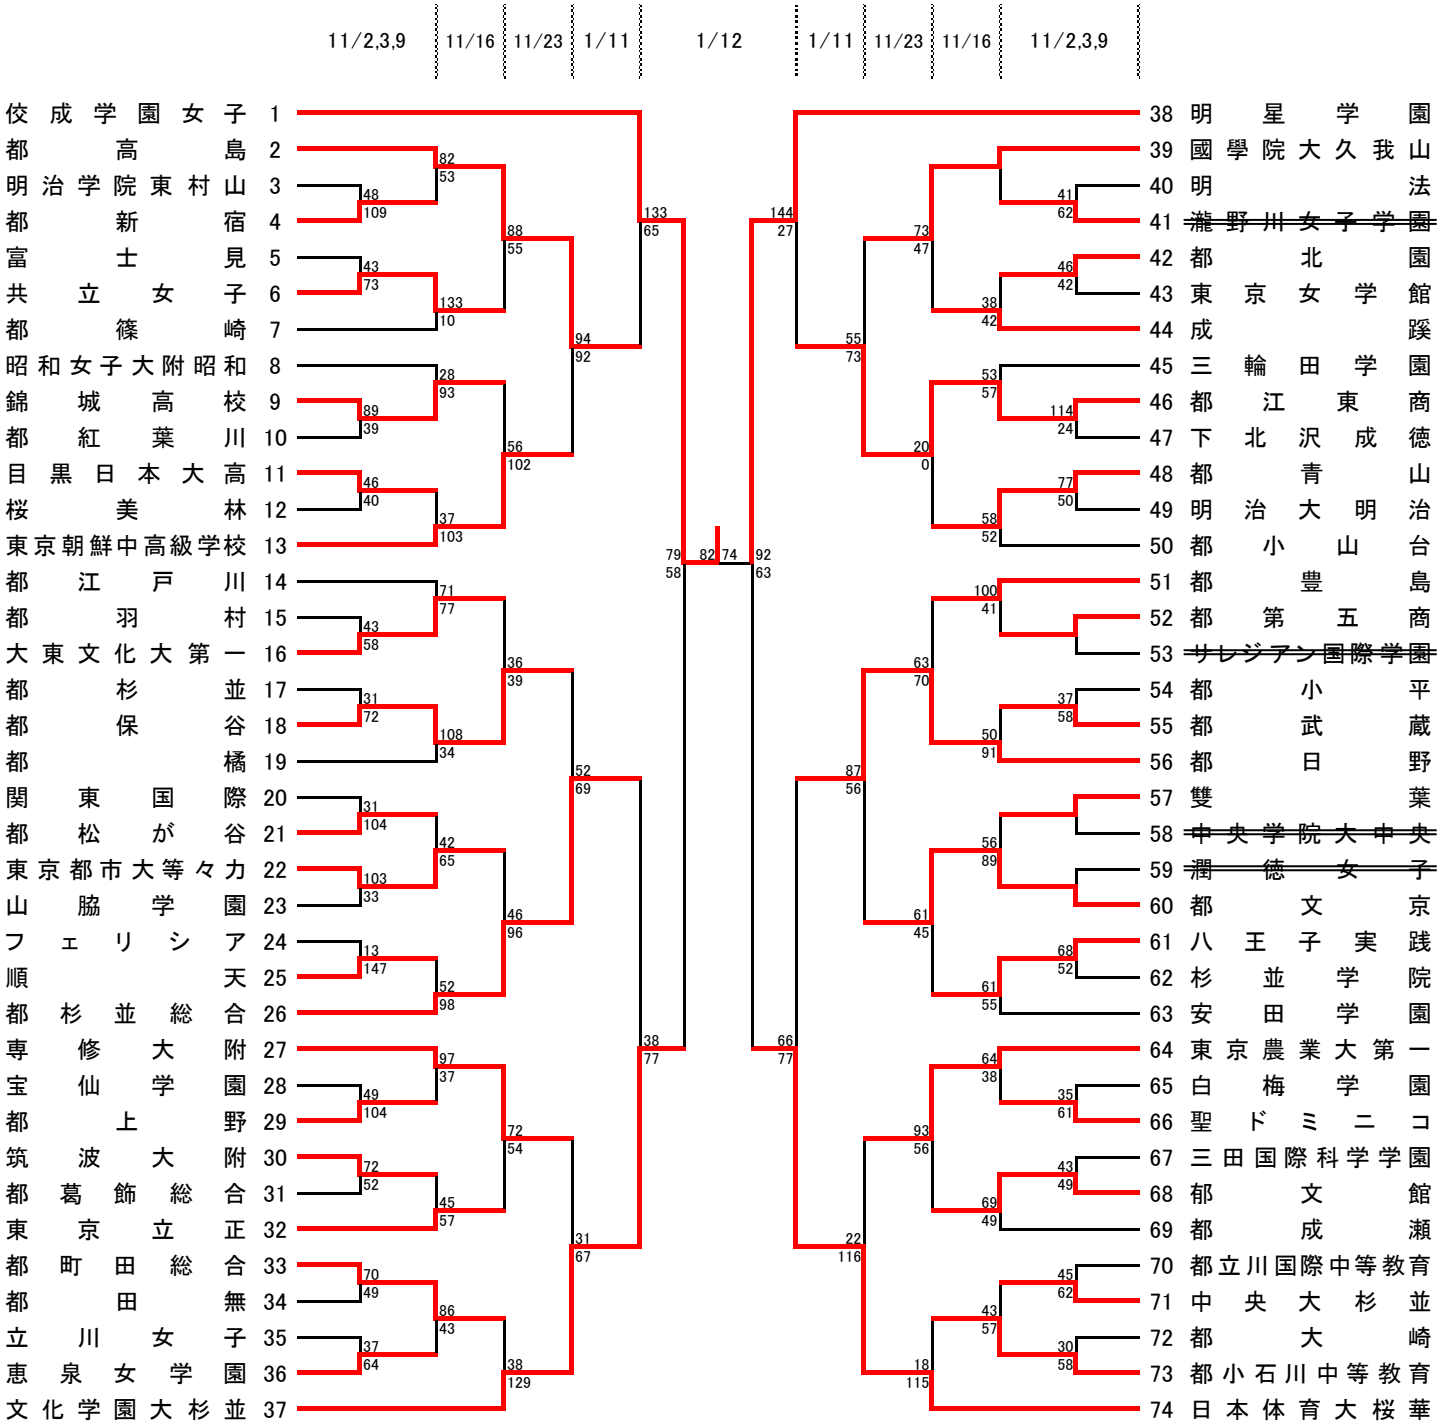 11/2,3,9 11/16 11/23 1/11 1/12 1/11 11/23 11/16 11/2,3,9
佼成学園女子 1 38 明星学園
都高島 2 39 國學院大久我山
82
53
明治学院東村山 3 40 明法
48 41
109 62
都新宿 4 133 144 41 瀧野川女子学園
65 27
88 73
55 47
富士見 5 42 都北園
43 46
73 42
共立女子 6 43 東京女学館
133 38
10 42
都篠崎 7 44 成蹊
94 55
92 73
昭和女子大附昭和 8 45 三輪田学園
28 53
93 57
錦城高校 9 46 都江東商
89 114
39 24
都紅葉川 10 47 下北沢成徳
56 20
102 0
目黒日本大高 11 48 都青山
46 77
40 50
桜美林 12 49 明治大明治
37 58
103 52
東京朝鮮中高級学校 13 50 都小山台
79 82 74 92
58 63
都江戸川 14 51 都豊島
71 100
77 41
都羽村 15 52 都第五商
43
58
大東文化大第一 16 53 サレジアン国際学園
36 63
39 70
都杉並 17 54 都小平
31 37
72 58
都保谷 18 55 都武蔵
108 50
34 91
都橘 19 56 都日野
52 87
69 56
関東国際 20 57 雙葉
31
104
都松が谷 21 58 中央学院大中央
42 56
65 89
東京都市大等々力 22 59 潤徳女子
103
33
山脇学園 23 60 都文京
46 61
96 45
フェリシア 24 61 八王子実践
13 68
147 52
順天 25 62 杉並学院
52 61
98 55
都杉並総合 26 63 安田学園
専修大附 27 38 66 64 東京農業大第一
77 77
97 64
37 38
宝仙学園 28 65 白梅学園
49 35
104 61
都上野 29 66 聖ドミニコ
72 93
54 56
筑波大附 30 67 三田国際科学学園
72 43
52 49
都葛飾総合 31 68 郁文館
45 69
57 49
東京立正 32 69 都成瀬
31 22
67 116
都町田総合 33 70 都立川国際中等教育
70 45
49 62
都田無 34 71 中央大杉並
86 43
43 57
立川女子 35 72 都大崎
37 30
64 58
恵泉女学園 36 73 都小石川中等教育
38 18
129 115
文化学園大杉並 37 74 日本体育大桜華